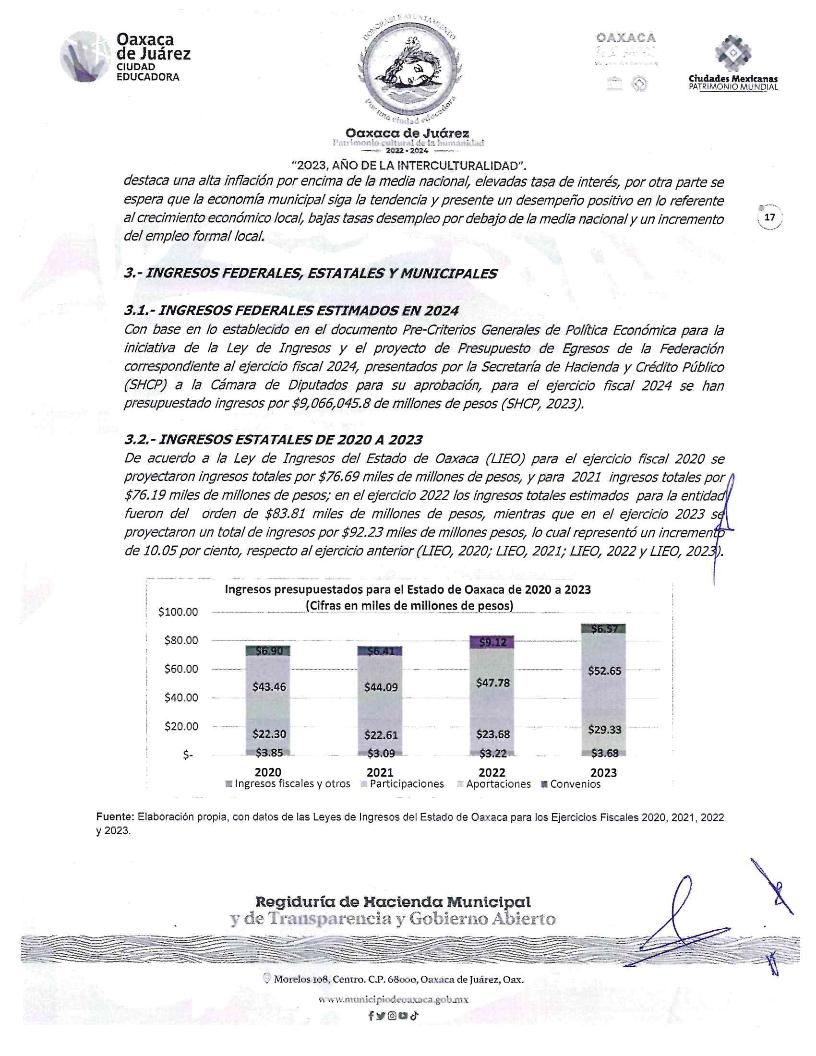 Oaxaca
de Juárez
CIUDAD
EDUCADORA
HONORABLE AYUNTAMIENTO
Por una ciudad educadora
Oaxaca de Juárez
Patrimonio cultural de la humanidad
2022 • 2024
OAXACA
Ciudades Mexicanas
PATRIMONIO MUNDIAL
"2023, AÑO DE LA INTERCULTURALIDAD".
17
destaca una alta inflación por encima de la media nacional, elevadas tasa de interés, por otra parte se
espera que la economía municipal siga la tendencia y presente un desempeño positivo en lo referente
al crecimiento económico local, bajas tasas desempleo por debajo de la media nacional y un incremento
del empleo formal local.
3.- INGRESOS FEDERALES, ESTATALES Y MUNICIPALES
3.1.- INGRESOS FEDERALES ESTIMADOS EN 2024
Con base en lo establecido en el documento Pre-Criterios Generales de Política Económica para la
iniciativa de la Ley de Ingresos y el proyecto de Presupuesto de Egresos de la Federación
correspondiente al ejercicio fiscal 2024, presentados por la Secretaría de Hacienda y Crédito Público
(SHCP) a la Cámara de Diputados para su aprobación, para el ejercicio fiscal 2024 se han
presupuestado ingresos por $9,066,045.8 de millones de pesos (SHCP, 2023).
3.2.- INGRESOS ESTATALES DE 2020 A 2023
De acuerdo a la Ley de Ingresos del Estado de Oaxaca (LIEO) para el ejercicio fiscal 2020 se
proyectaron ingresos totales por $76.69 miles de millones de pesos, y para 2021 ingresos totales por
$76.19 miles de millones de pesos; en el ejercicio 2022 los ingresos totales estimados para la entidad
fueron del orden de $83.81 miles de millones de pesos, mientras que en el ejercicio 2023 se
proyectaron un total de ingresos por $92.23 miles de millones pesos, lo cual representó un incremento
de 10.05 por ciento, respecto al ejercicio anterior (LIEO, 2020; LIEO, 2021; LIEO, 2022 y LIEO, 2023).
Ingresos presupuestados para el Estado de Oaxaca de 2020 a 2023
(Cifras en miles de millones de pesos)
$100.00
$80.00
$60.00
$40.00
$20.00
$-
$6.90 $6.41 $9.12 $6.57
$43.46 $44.09 $47.78 $52.65
$22.30 $22.61 $23.68 $29.33
$3.85 $3.09 $3.22 $3.68
2020 2021 2022 2023
Ingresos fiscales y otros Participaciones Aportaciones Convenios
Fuente: Elaboración propia, con datos de las Leyes de Ingresos del Estado de Oaxaca para los Ejercicios Fiscales 2020, 2021, 2022
y 2023.
Regiduría de Hacienda Municipal
y de Transparencia y Gobierno Abierto
Morelos 108, Centro. C.P. 68000, Oaxaca de Juárez, Oax.
www.municipiodeoaxaca.gob.mx